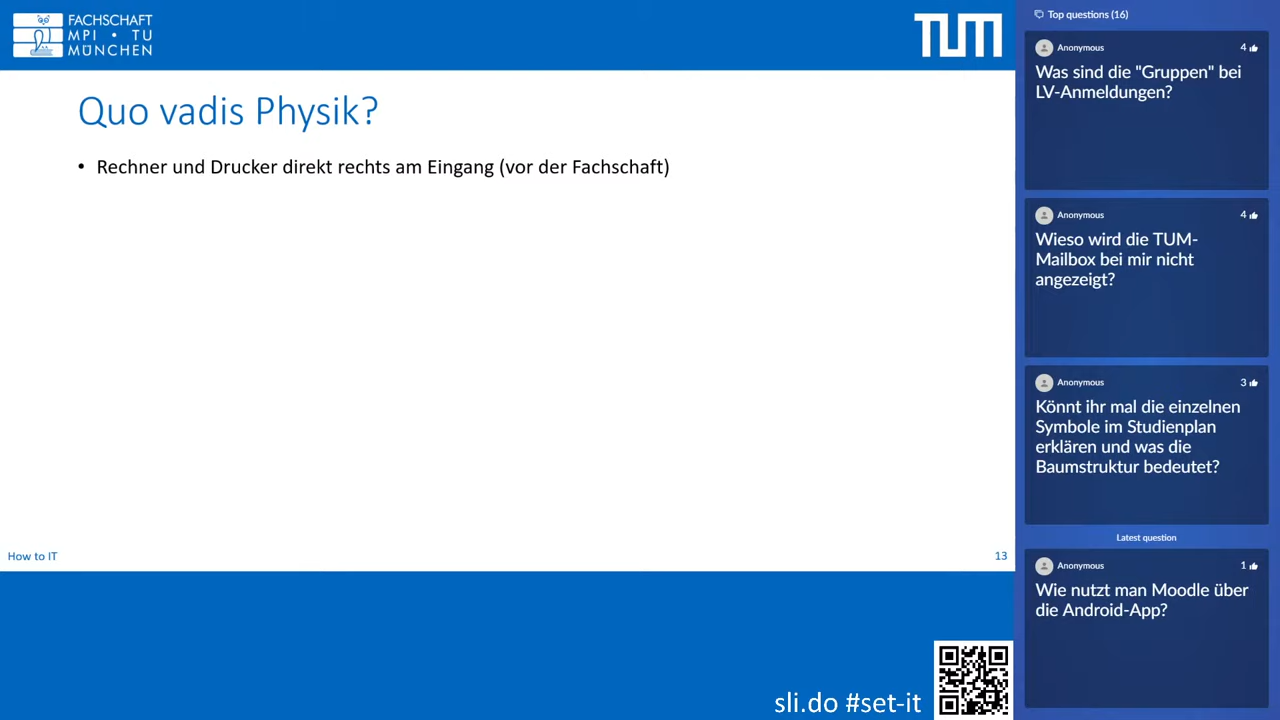 FACHSCHAFT
MPI • TU
MÜNCHEN
TUM
Quo vadis Physik?
• Rechner und Drucker direkt rechts am Eingang (vor der Fachschaft)
How to IT
13
sli.do #set-it
Top questions (16)
Anonymous
4
Was sind die "Gruppen" bei
LV-Anmeldungen?
Anonymous
4
Wieso wird die TUM-
Mailbox bei mir nicht
angezeigt?
Anonymous
3
Könnt ihr mal die einzelnen
Symbole im Studienplan
erklären und was die
Baumstruktur bedeutet?
Latest question
Anonymous
1
Wie nutzt man Moodle über
die Android-App?